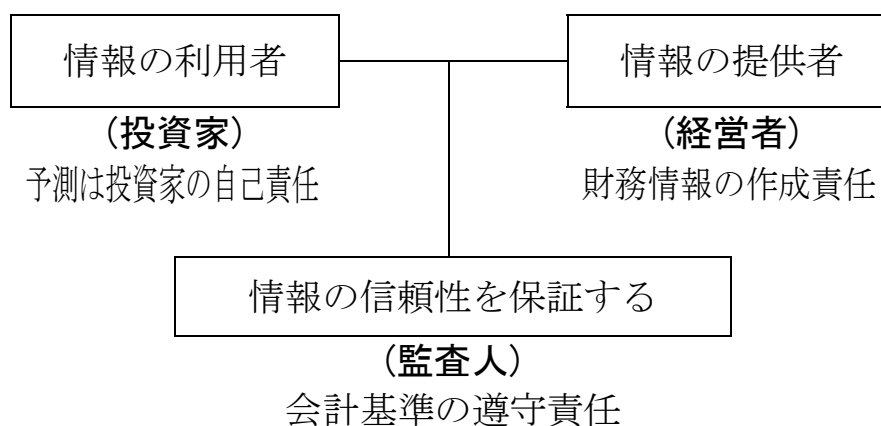 情報の利用者
(投資家)
予測は投資家の自己責任
情報の提供者
(経営者)
財務情報の作成責任
情報の信頼性を保証する
(監査人)
会計基準の遵守責任